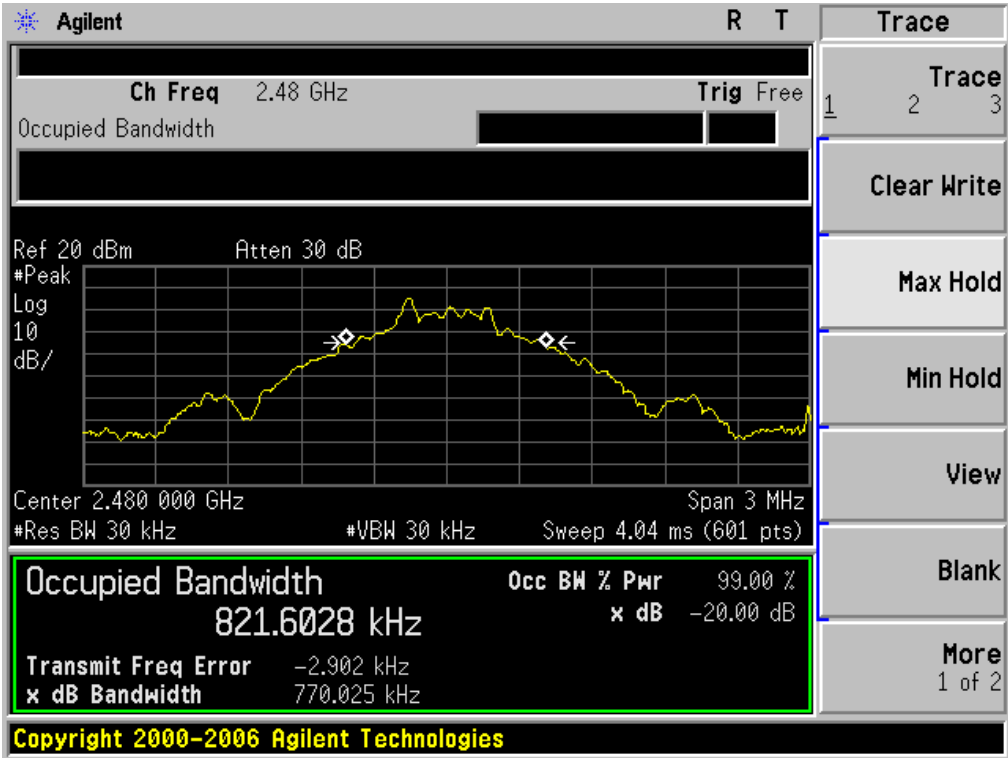 Agilent R T
Ch Freq 2.48 GHz Trig Free
Occupied Bandwidth
Ref 20 dBm Atten 30 dB
#Peak
Log
10
dB/
Center 2.480 000 GHz Span 3 MHz
#Res BW 30 kHz #VBW 30 kHz Sweep 4.04 ms (601 pts)
Occupied Bandwidth Occ BW % Pwr 99.00 %
821.6028 kHz x dB -20.00 dB
Transmit Freq Error -2.902 kHz
x dB Bandwidth 770.025 kHz
Copyright 2000-2006 Agilent Technologies
Trace
Trace
1 2 3
Clear Write
Max Hold
Min Hold
View
Blank
More
1 of 2